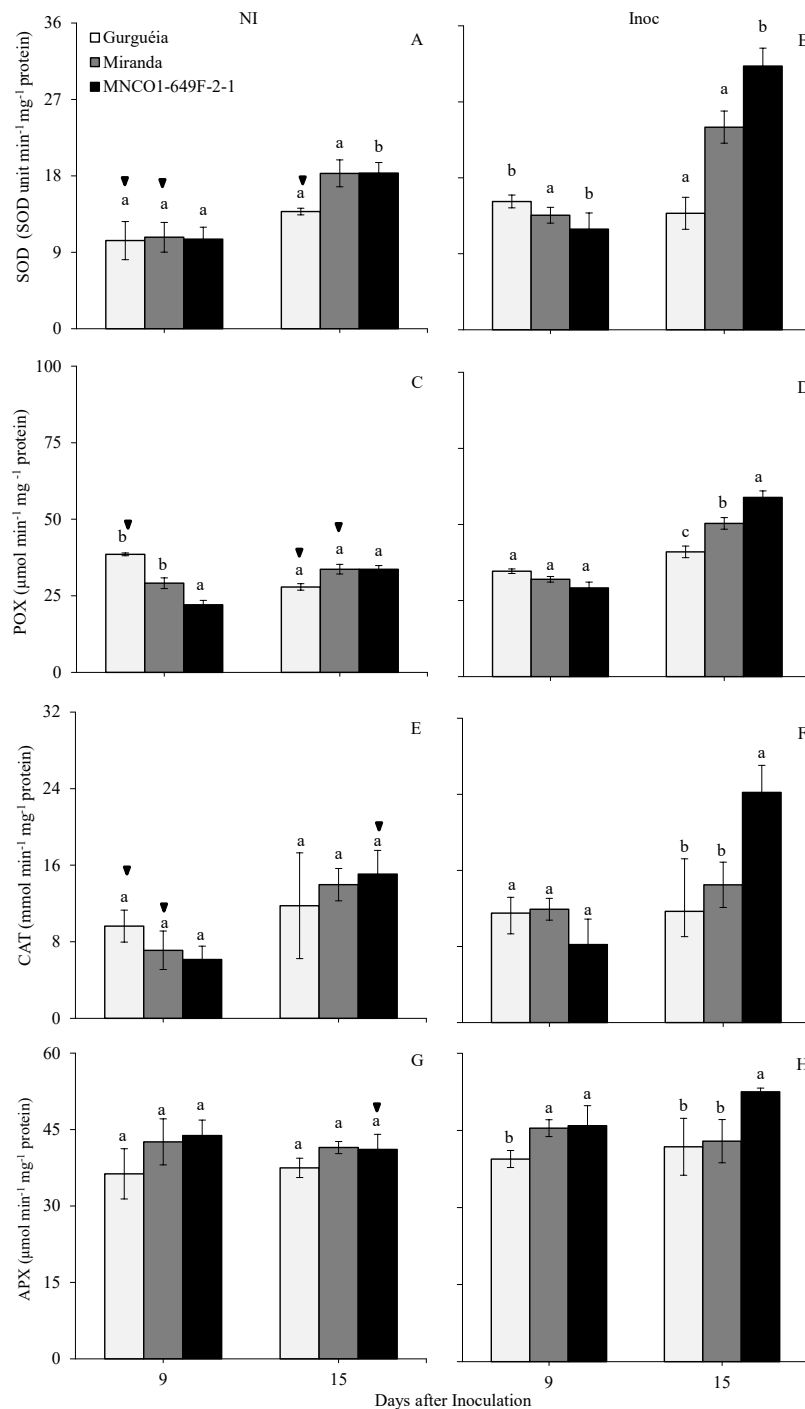 NI
Inoc
36
27
18
9
0
SOD (SOD unit min⁻¹ mg⁻¹ protein)
Gurguéia
Miranda
MNCO1-649F-2-1
A
a a a
a a b
b a b
a a b
100
75
50
25
0
POX (µmol min⁻¹ mg⁻¹ protein)
C
b b a
a a a
D
a a a
c b a
32
24
16
8
0
CAT (mmol min⁻¹ mg⁻¹ protein)
E
a a a
a a a
F
a a a
b b a
60
45
30
15
0
APX (µmol min⁻¹ mg⁻¹ protein)
G
a a a
a a a
H
b a a
b b a
9 15
9 15
Days after Inoculation